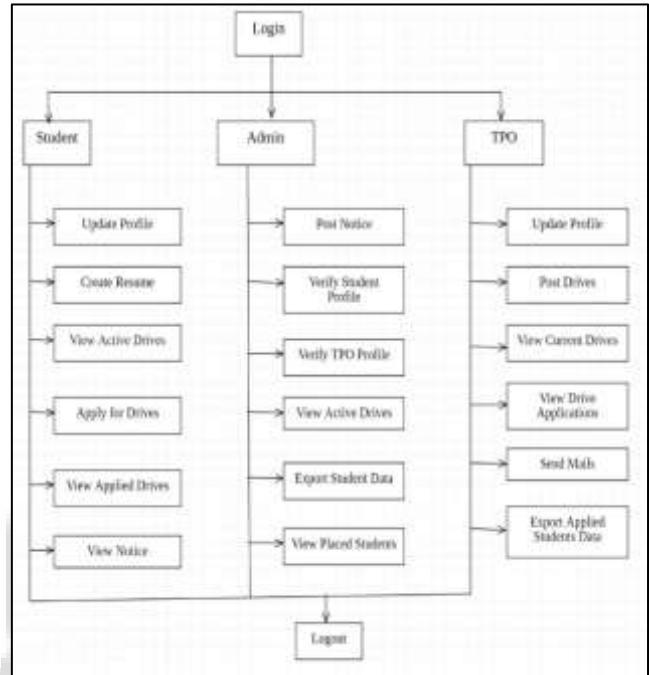 Login
Student
Admin
TPO
Update Profile
Create Resume
View Active Drives
Apply for Drives
View Applied Drives
View Notice
Post Notice
Verify Student
Profile
Verify TPO Profile
View Active Drives
Export Student Data
View Placed Students
Update Profile
Post Drives
View Current Drives
View Drive
Applications
Send Mails
Export Applied
Students Data
Logout